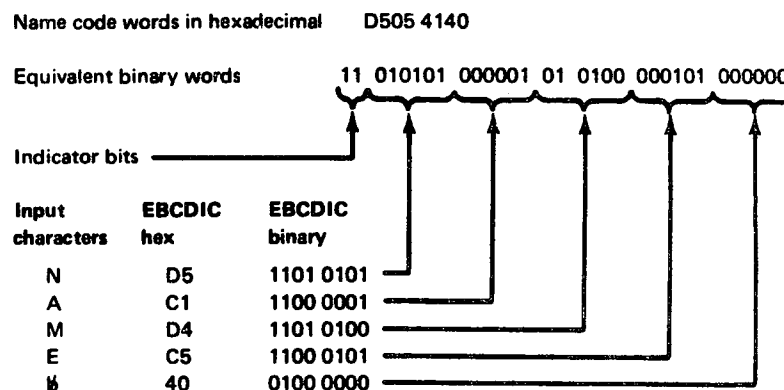 Name code words in hexadecimal D505 4140
Equivalent binary words 11 010101 000001 01 0100 000101 000000
Indicator bits
Input EBCDIC EBCDIC
characters hex binary
N D5 1101 0101
A C1 1100 0001
M D4 1101 0100
E C5 1100 0101
ƀ 40 0100 0000